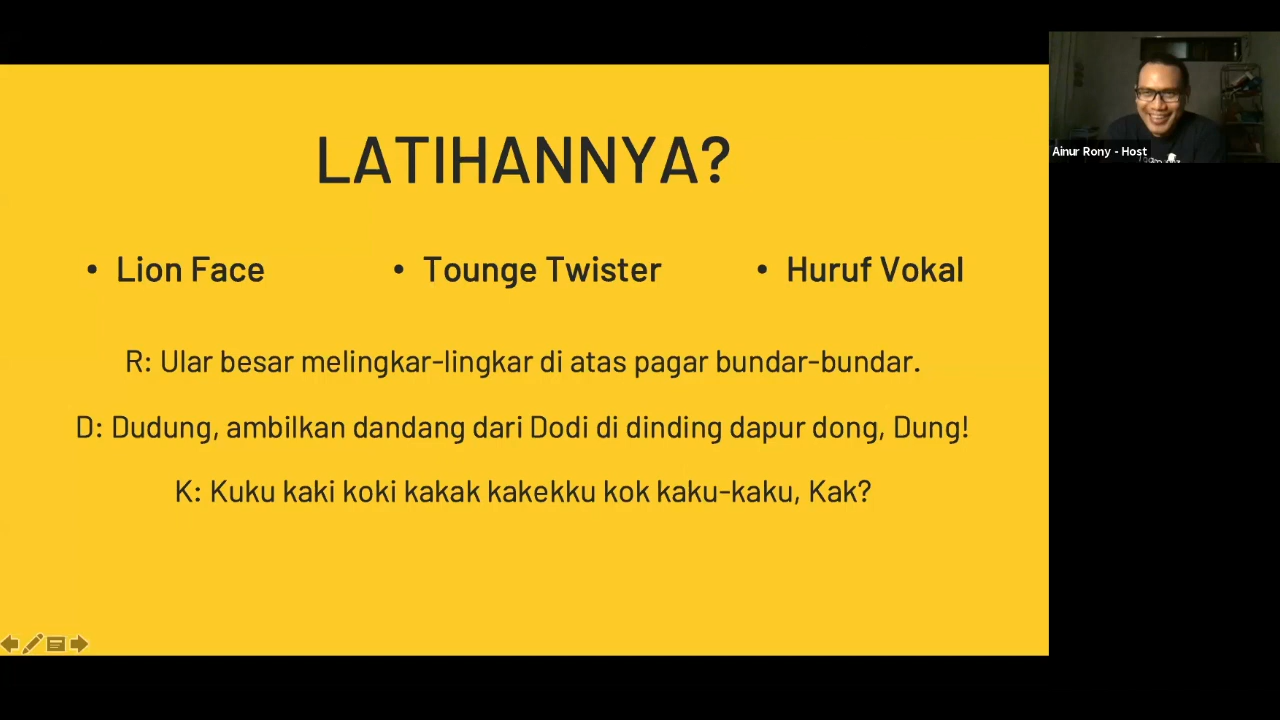 LATIHANNYA?
• Lion Face
• Tounge Twister
• Huruf Vokal
R: Ular besar melingkar-lingkar di atas pagar bundar-bundar.
D: Dudung, ambilkan dandang dari Dodi di dinding dapur dong, Dung!
K: Kuku kaki koki kakak kakekku kok kaku-kaku, Kak?
Ainur Rony - Host